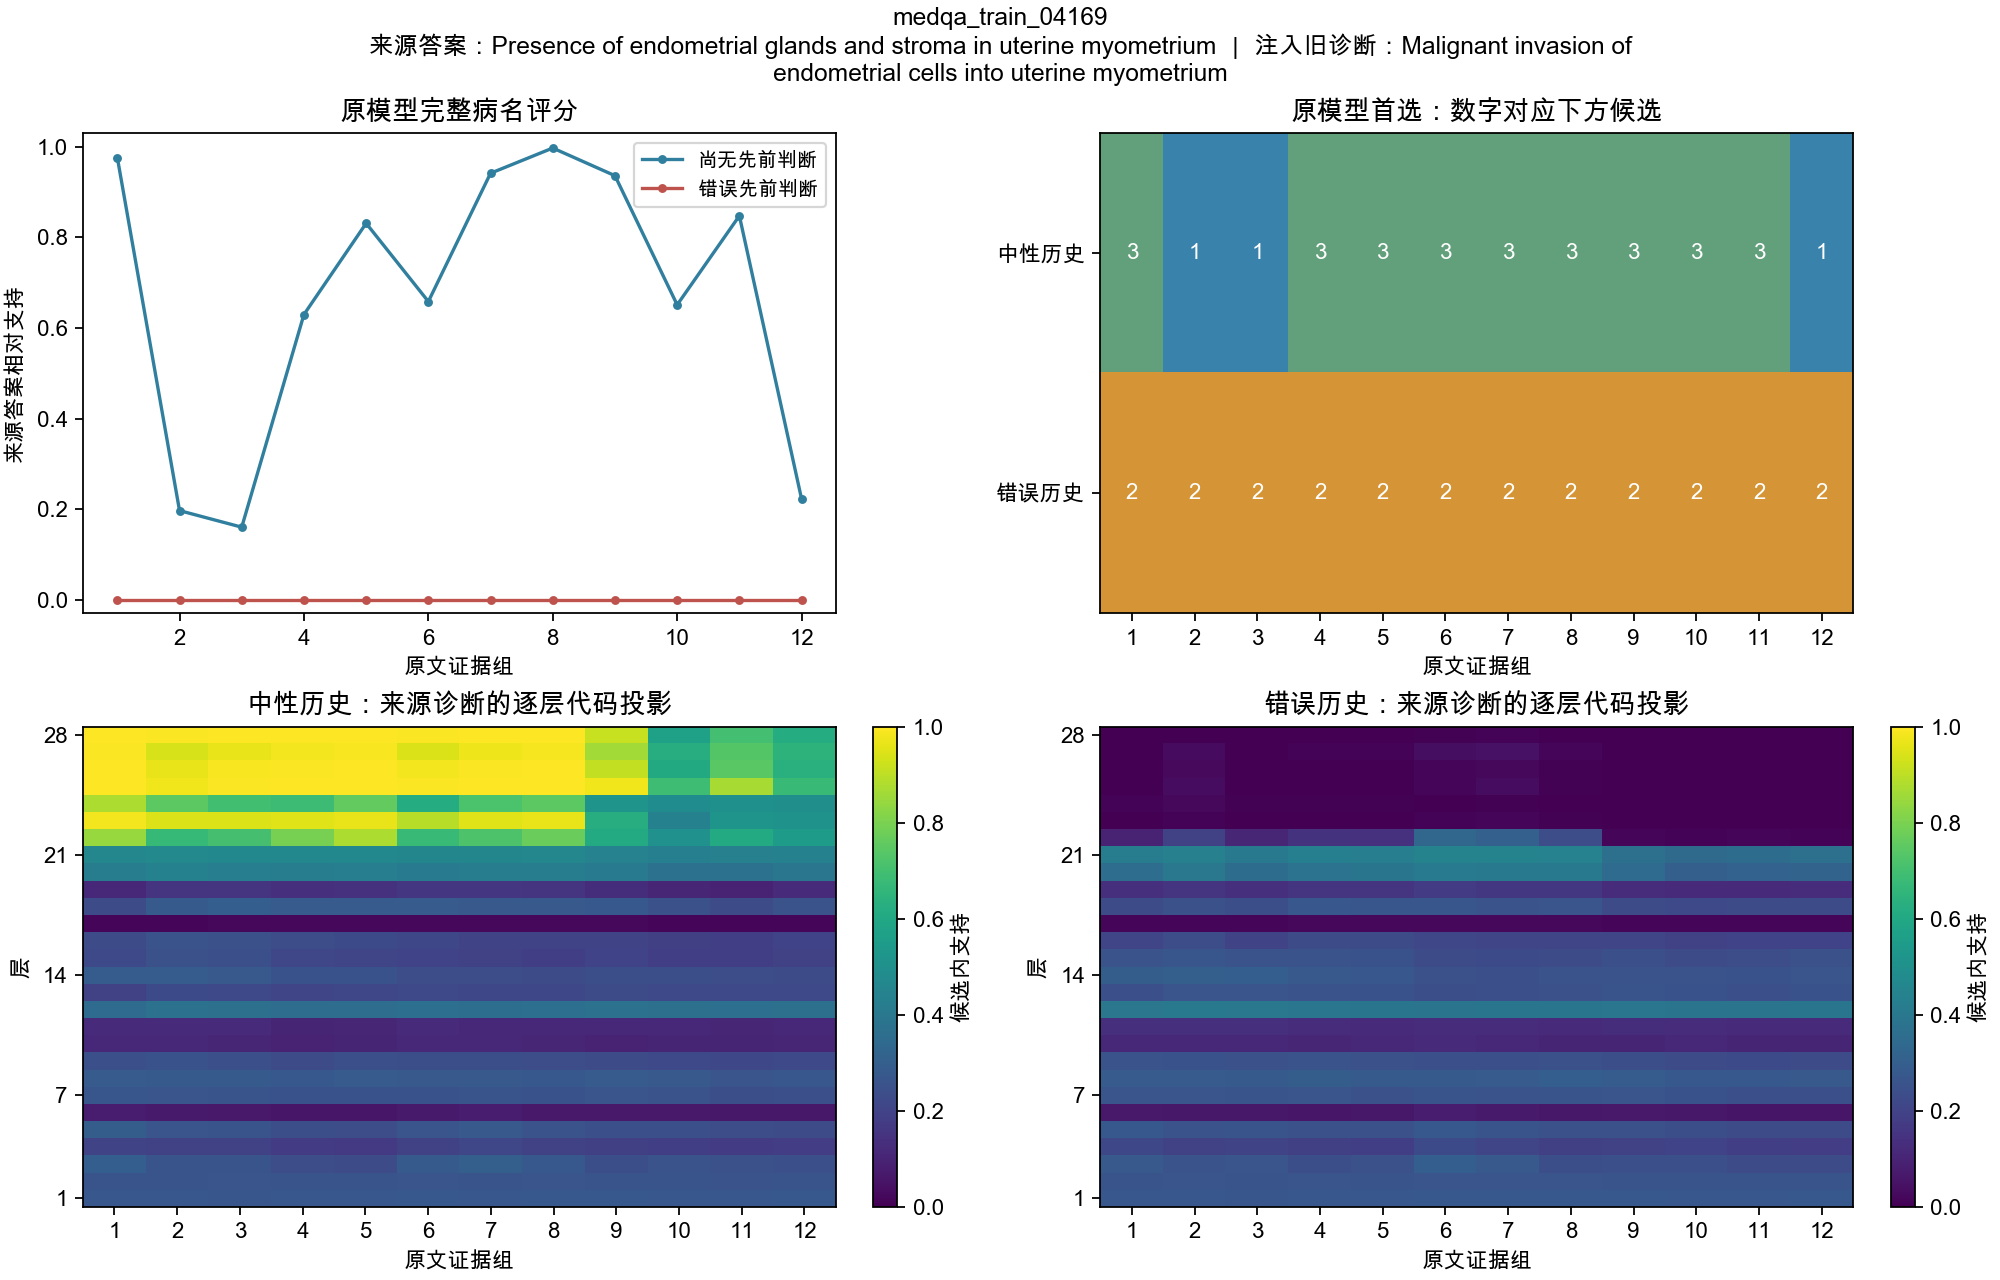 medqa_train_04169
来源答案：Presence of endometrial glands and stroma in uterine myometrium | 注入旧诊断：Malignant invasion of
endometrial cells into uterine myometrium
原模型完整病名评分
来源答案相对支持
1.0
0.8
0.6
0.4
0.2
0.0
尚无先前判断
错误先前判断
2 4 6 8 10 12
原文证据组
原模型首选：数字对应下方候选
中性历史
3 1 1 3 3 3 3 3 3 3 3 1
错误历史
2 2 2 2 2 2 2 2 2 2 2 2
1 2 3 4 5 6 7 8 9 10 11 12
原文证据组
中性历史：来源诊断的逐层代码投影
层
28
21
14
7
1
1 2 3 4 5 6 7 8 9 10 11 12
原文证据组
1.0
0.8
0.6
0.4
0.2
0.0
候选内支持
错误历史：来源诊断的逐层代码投影
层
28
21
14
7
1
1 2 3 4 5 6 7 8 9 10 11 12
原文证据组
1.0
0.8
0.6
0.4
0.2
0.0
候选内支持